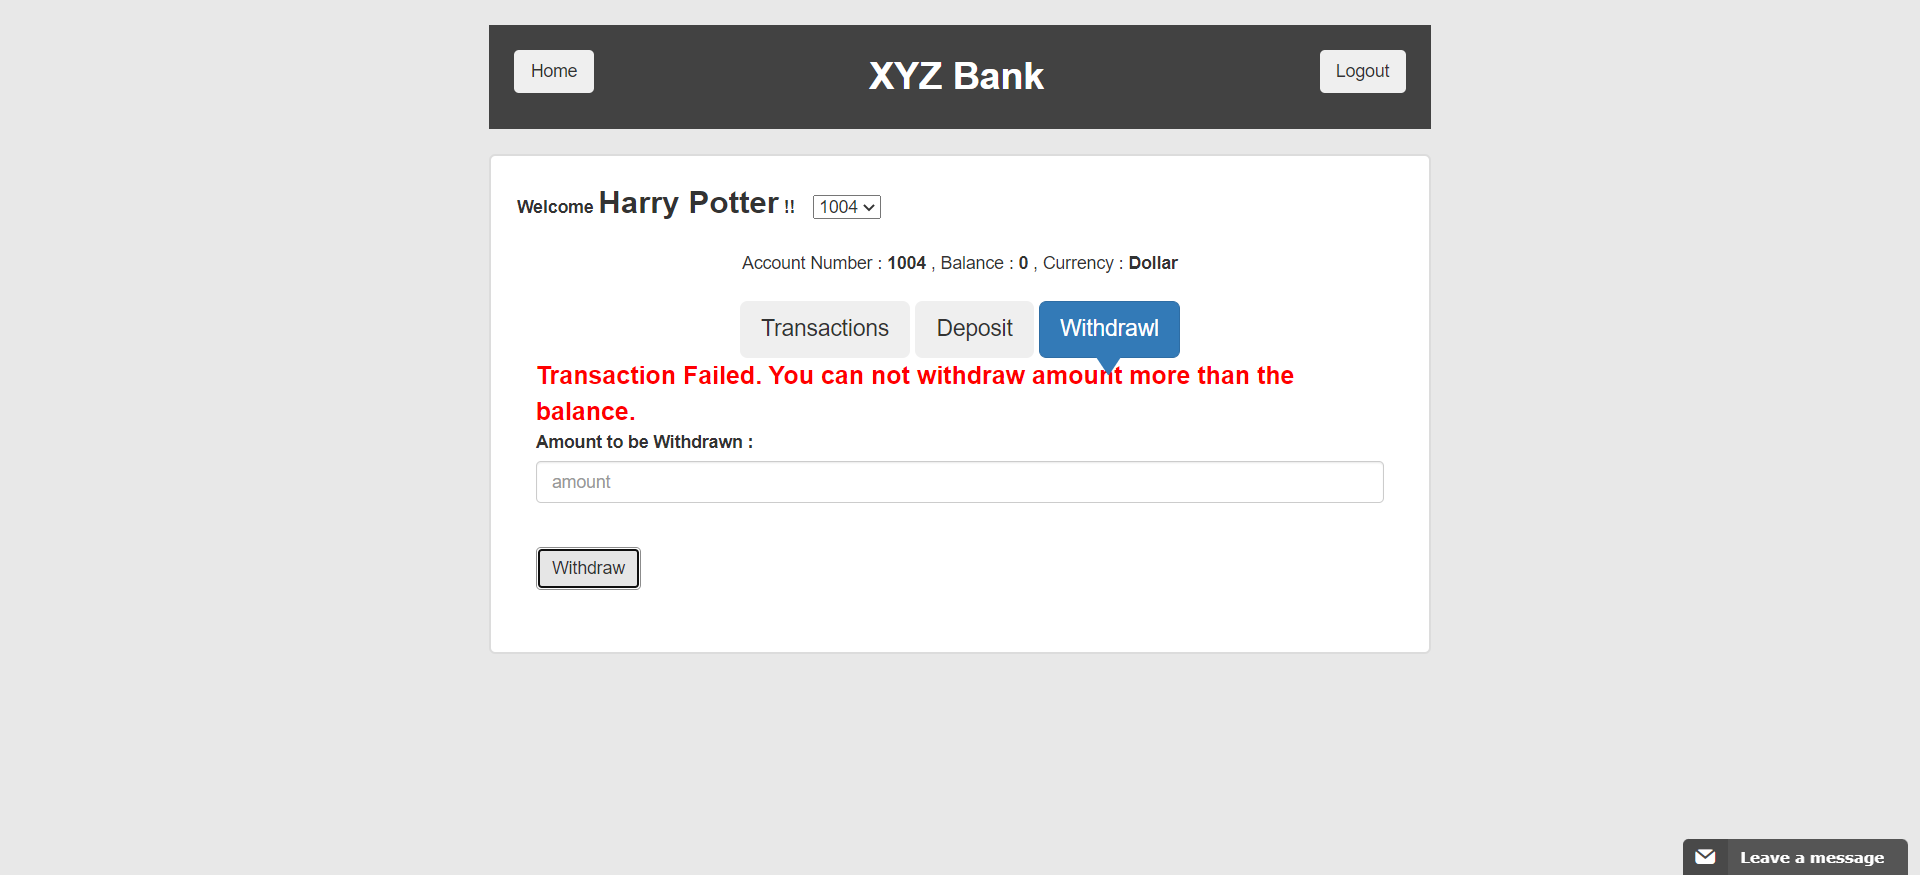 Home
XYZ Bank
Logout
Welcome Harry Potter !! 1004
Account Number : 1004 , Balance : 0 , Currency : Dollar
Transactions
Deposit
Withdrawl
Transaction Failed. You can not withdraw amount more than the
balance.
Amount to be Withdrawn :
amount
Withdraw
Leave a message